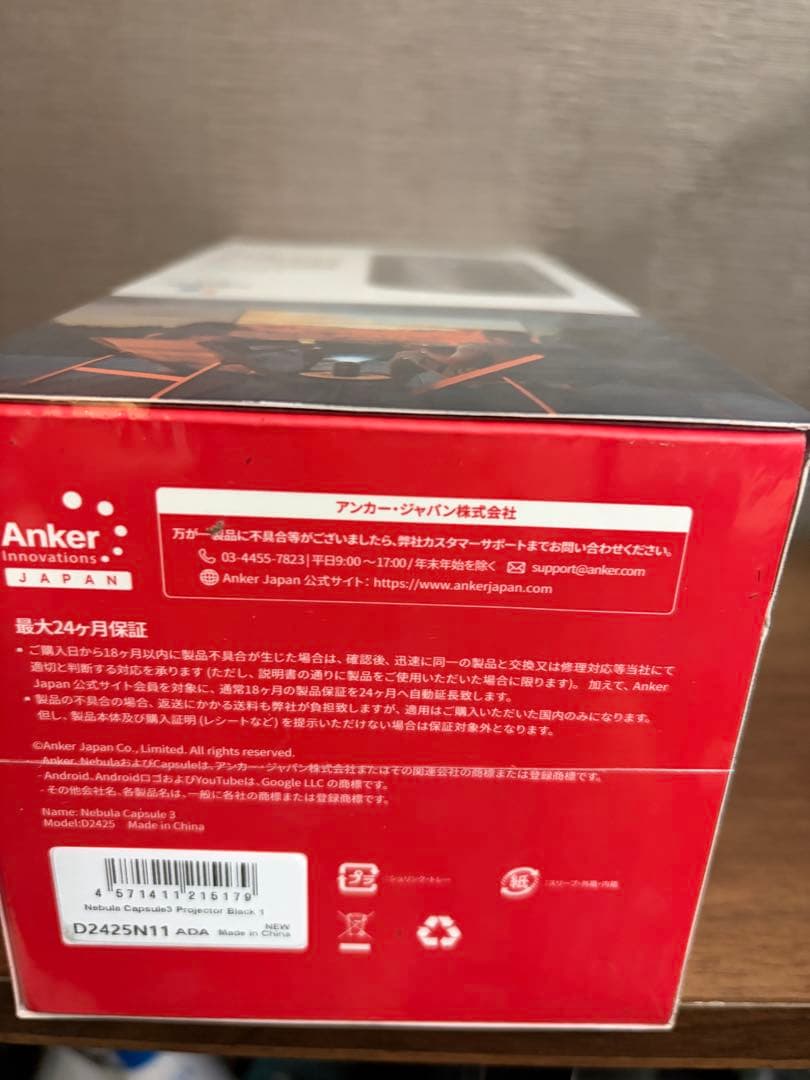 Anker
Innovations
JAPAN
アンカー・ジャパン株式会社
万が一製品に不具合等がございましたら、弊社カスタマーサポートまでお問い合わせください。
03-4455-7823|平日9:00～17:00/年末年始を除く support@anker.com
Anker Japan 公式サイト：https://www.ankerjapan.com
最大24ヶ月保証
• ご購入日から18ヶ月以内に製品不具合が生じた場合は、確認後、迅速に同一の製品と交換又は修理対応等当社にて
適切と判断する対応を承ります (ただし、説明書の通りに製品をご使用いただいた場合に限ります)。 加えて、Anker
Japan 公式サイト会員を対象に、通常18ヶ月の製品保証を24ヶ月へ自動延長致します。
• 製品の不具合の場合、返送にかかる送料も弊社が負担致しますが、適用はご購入いただいた国内のみになります。
但し、製品本体及び購入証明 (レシートなど) を提示いただけない場合は保証対象外となります。
©Anker Japan Co., Limited. All rights reserved.
- Anker, NebulaおよびCapsuleは、アンカー・ジャパン株式会社またはその関連会社の商標または登録商標です。
- Android、AndroidロゴおよびYouTubeは、Google LLC の商標です。
- その他会社名、各製品名は、一般に各社の商標または登録商標です。
Name: Nebula Capsule 3
Model:D2425 Made in China
4 571411 215179
Nebula Capsule3 Projector Black 1
NEW
D2425N11 ADA Made in China
プラ :シュリンク・トレー
紙 :スリーブ・外箱・内箱